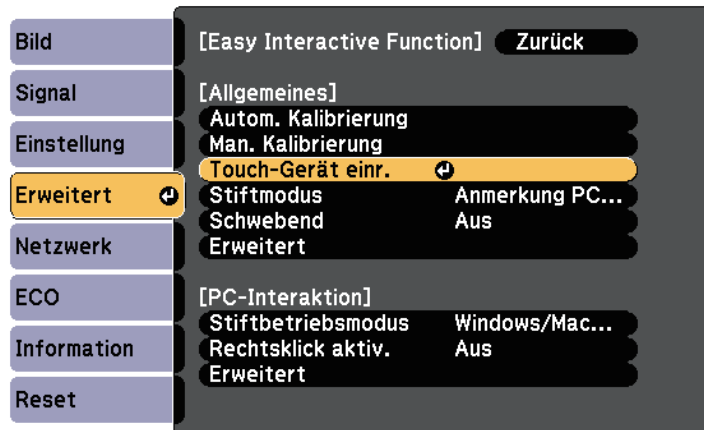 Bild
Signal
Einstellung
Erweitert
Netzwerk
ECO
Information
Reset
[Easy Interactive Function] Zurück
[Allgemeines]
Autom. Kalibrierung
Man. Kalibrierung
Touch-Gerät einr.
Stiftmodus Anmerkung PC...
Schwebend Aus
Erweitert
[PC-Interaktion]
Stiftbetriebsmodus Windows/Mac...
Rechtsklick aktiv. Aus
Erweitert